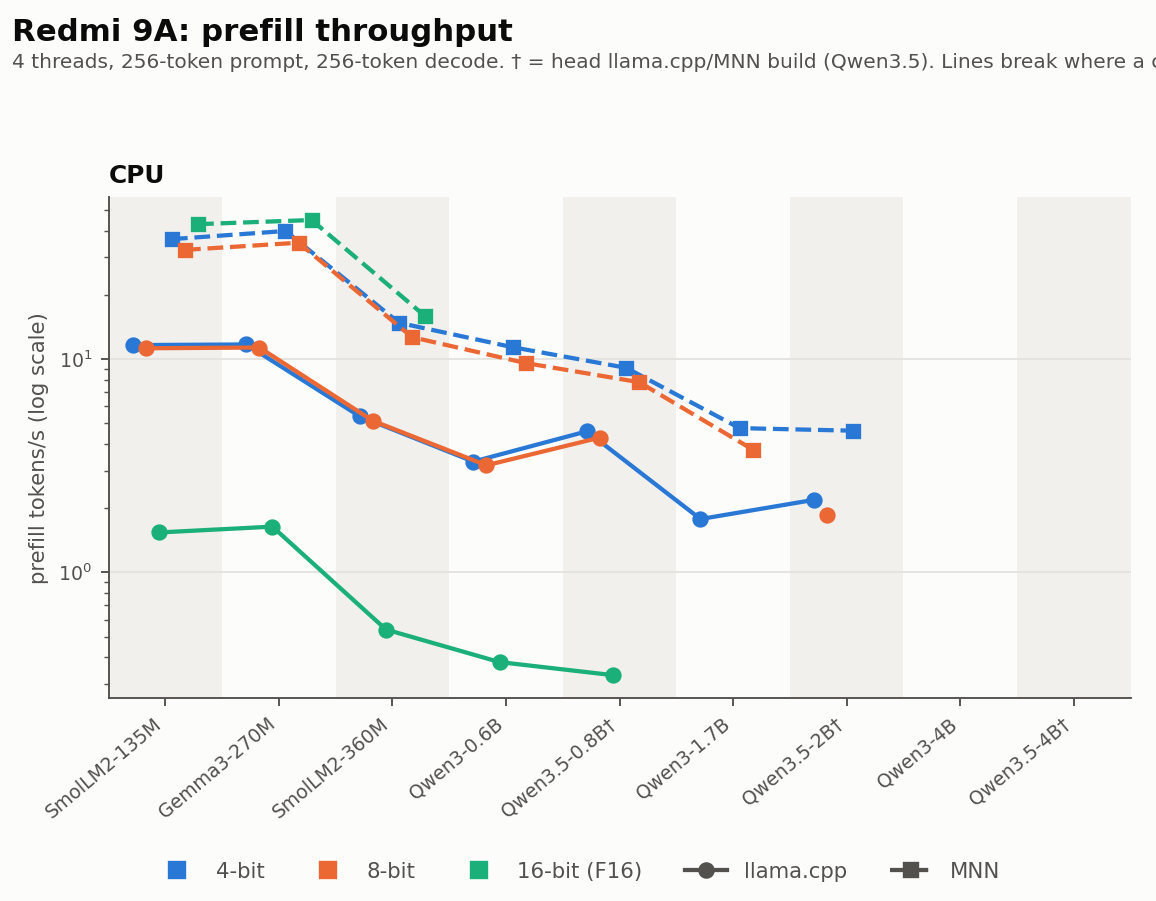 Redmi 9A: prefill throughput
4 threads, 256-token prompt, 256-token decode. † = head llama.cpp/MNN build (Qwen3.5). Lines break where a
CPU
prefill tokens/s (log scale)
10¹
10⁰
SmolLM2-135M
Gemma3-270M
SmolLM2-360M
Qwen3-0.6B
Qwen3.5-0.8B†
Qwen3-1.7B
Qwen3.5-2B†
Qwen3-4B
Qwen3.5-4B†
4-bit
8-bit
16-bit (F16)
llama.cpp
MNN